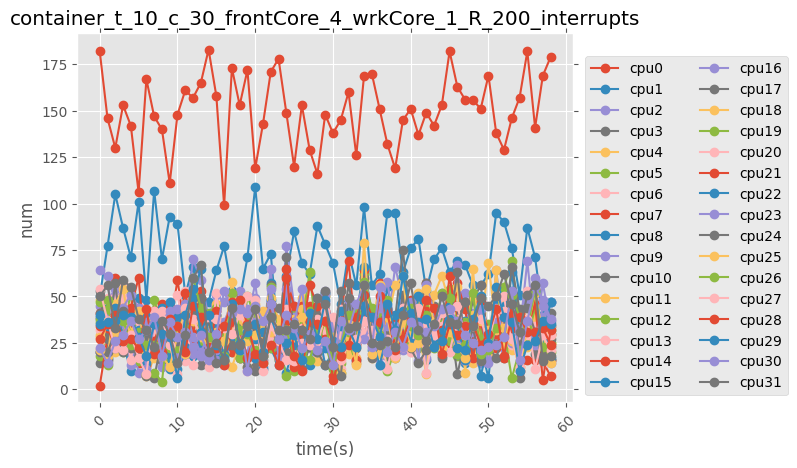 container_t_10_c_30_frontCore_4_wrkCore_1_R_200_interrupts
num
175
150
125
100
75
50
25
0
0
10
20
30
40
50
60
time(s)
cpu0
cpu1
cpu2
cpu3
cpu4
cpu5
cpu6
cpu7
cpu8
cpu9
cpu10
cpu11
cpu12
cpu13
cpu14
cpu15
cpu16
cpu17
cpu18
cpu19
cpu20
cpu21
cpu22
cpu23
cpu24
cpu25
cpu26
cpu27
cpu28
cpu29
cpu30
cpu31